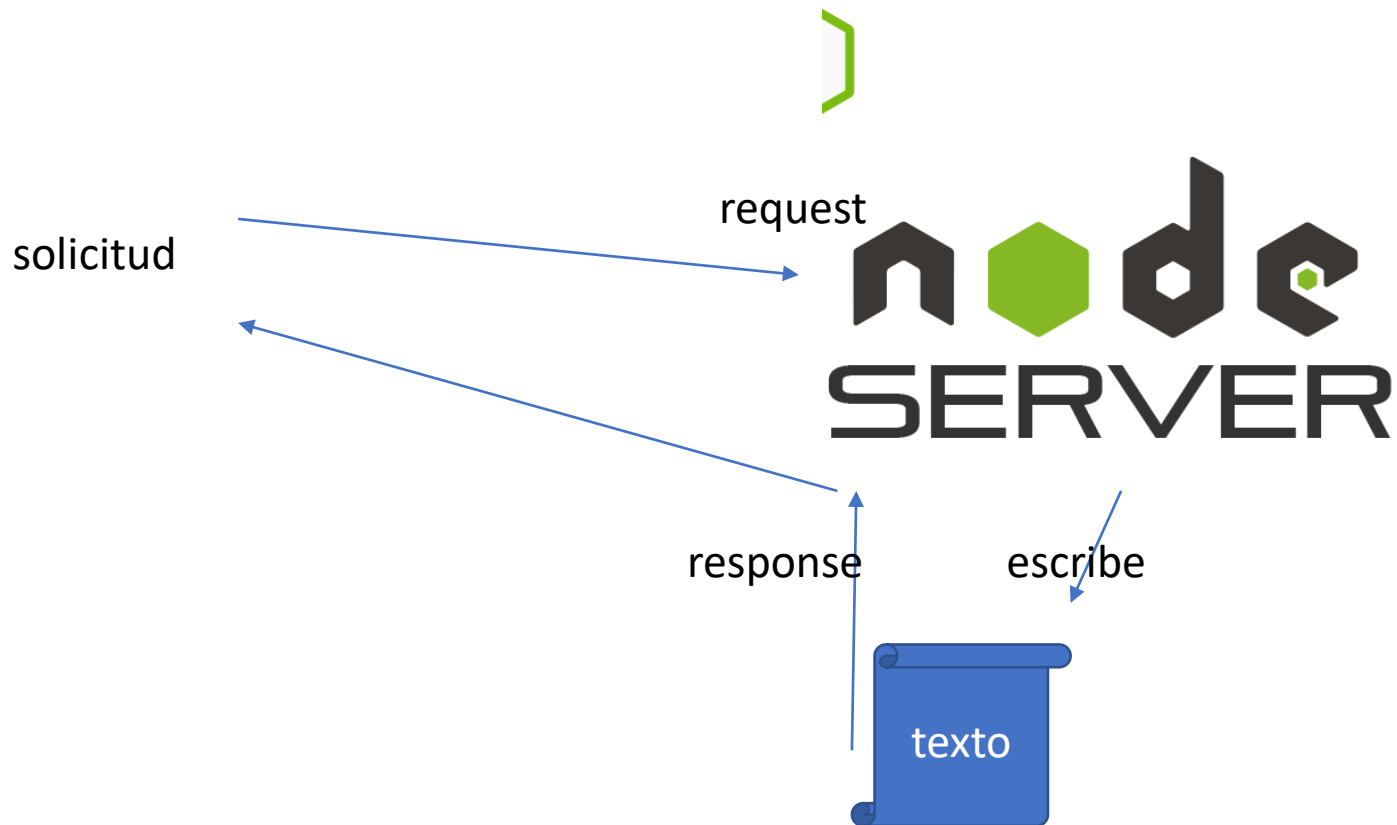 request
solicitud
node
SERVER
response
escribe
texto